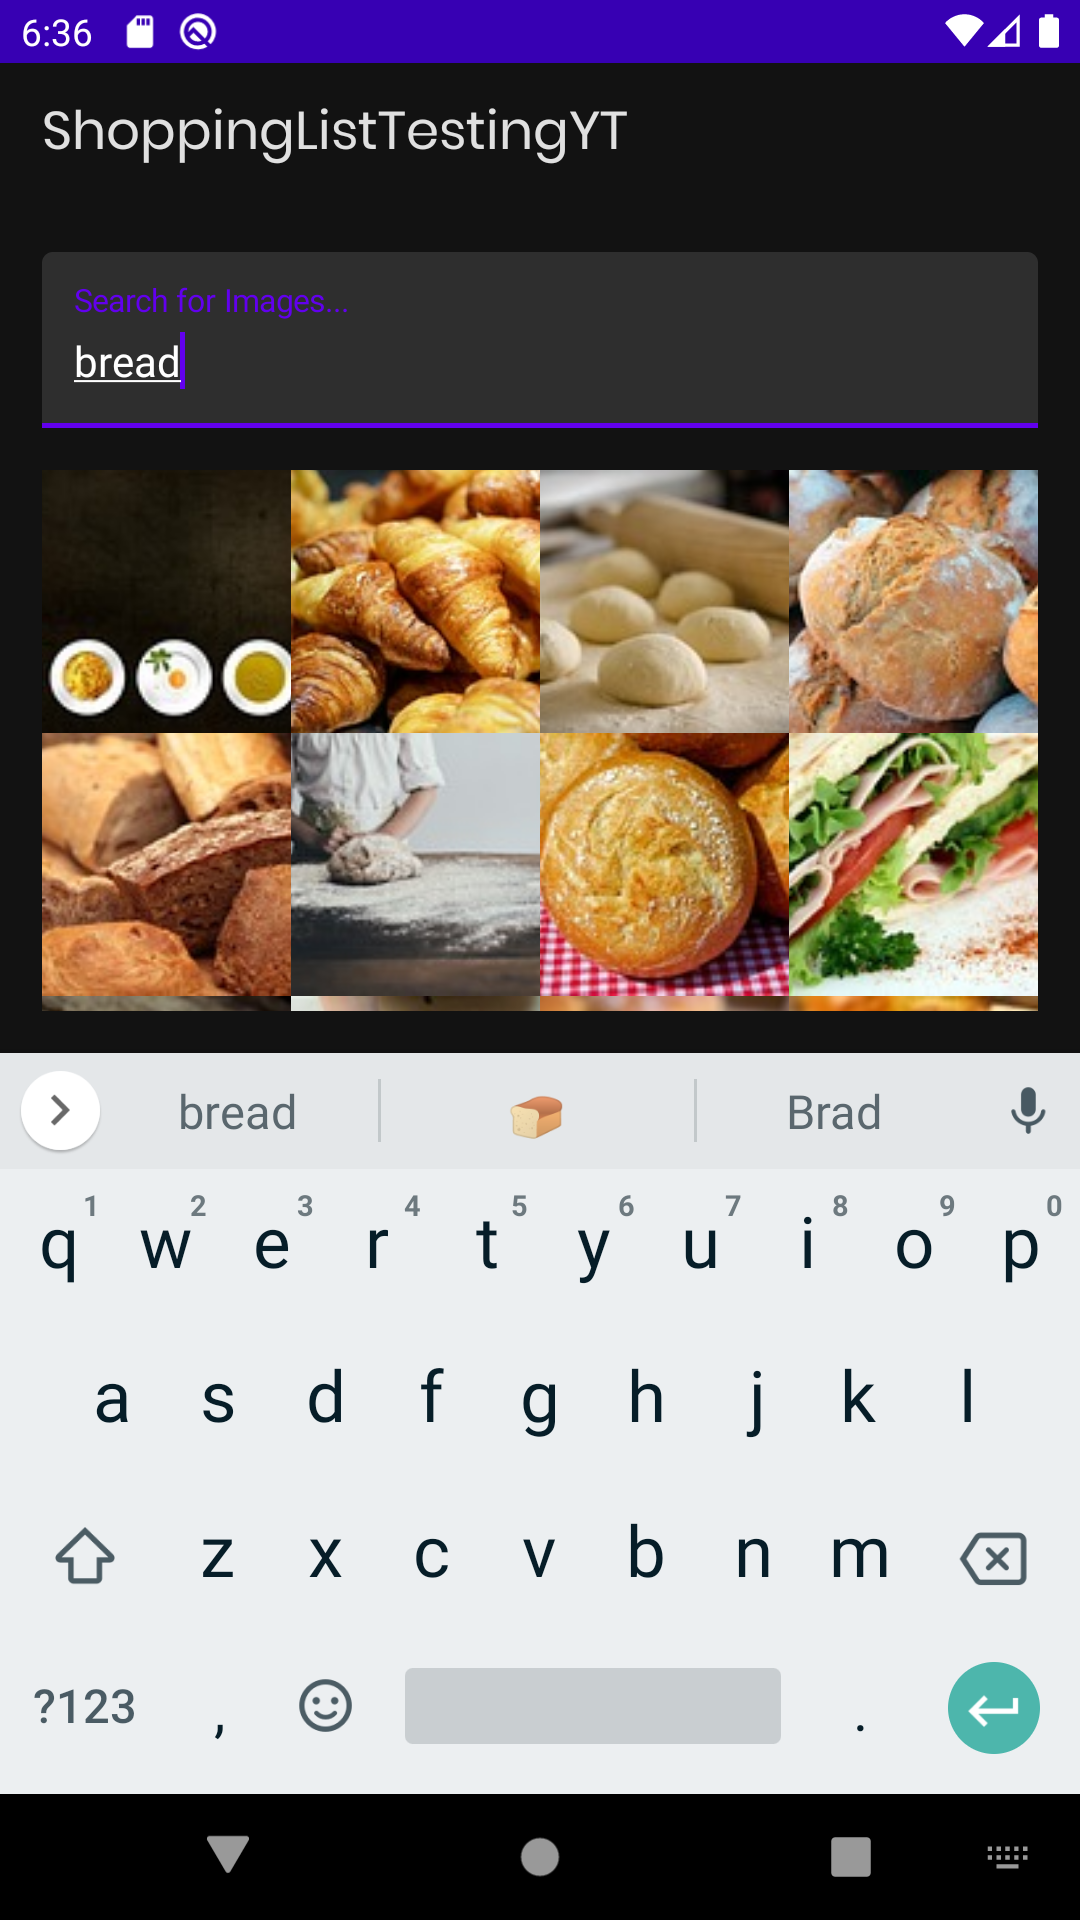 6:36
ShoppingListTestingYT
Search for Images...
bread
bread Brad
1 2 3 4 5 6 7 8 9 0
q w e r t y u i o p
a s d f g h j k l
z x c v b n m
?123 , .